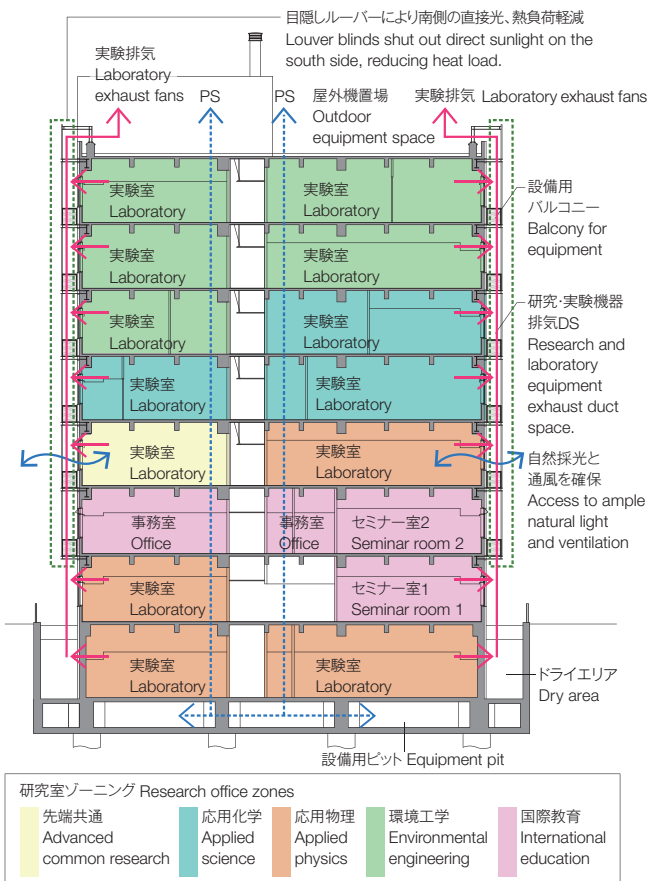 目隠しルーバーにより南側の直接光、熱負荷軽減
Louver blinds shut out direct sunlight on the
south side, reducing heat load.
実験排気
Laboratory
exhaust fans
PS
PS
屋外機置場
Outdoor
equipment space
実験排気 Laboratory exhaust fans
実験室
Laboratory
実験室
Laboratory
設備用
バルコニー
Balcony for
equipment
実験室
Laboratory
実験室
Laboratory
実験室
Laboratory
実験室
Laboratory
研究・実験機器
排気DS
Research and
laboratory
equipment
exhaust duct
space.
実験室
Laboratory
実験室
Laboratory
実験室
Laboratory
実験室
Laboratory
自然採光と
通風を確保
Access to ample
natural light
and ventilation
事務室
Office
事務室
Office
セミナー室2
Seminar room 2
実験室
Laboratory
セミナー室1
Seminar room 1
実験室
Laboratory
実験室
Laboratory
ドライエリア
Dry area
設備用ピット Equipment pit
研究室ゾーニング Research office zones
先端共通
Advanced
common research
応用化学
Applied
science
応用物理
Applied
physics
環境工学
Environmental
engineering
国際教育
International
education